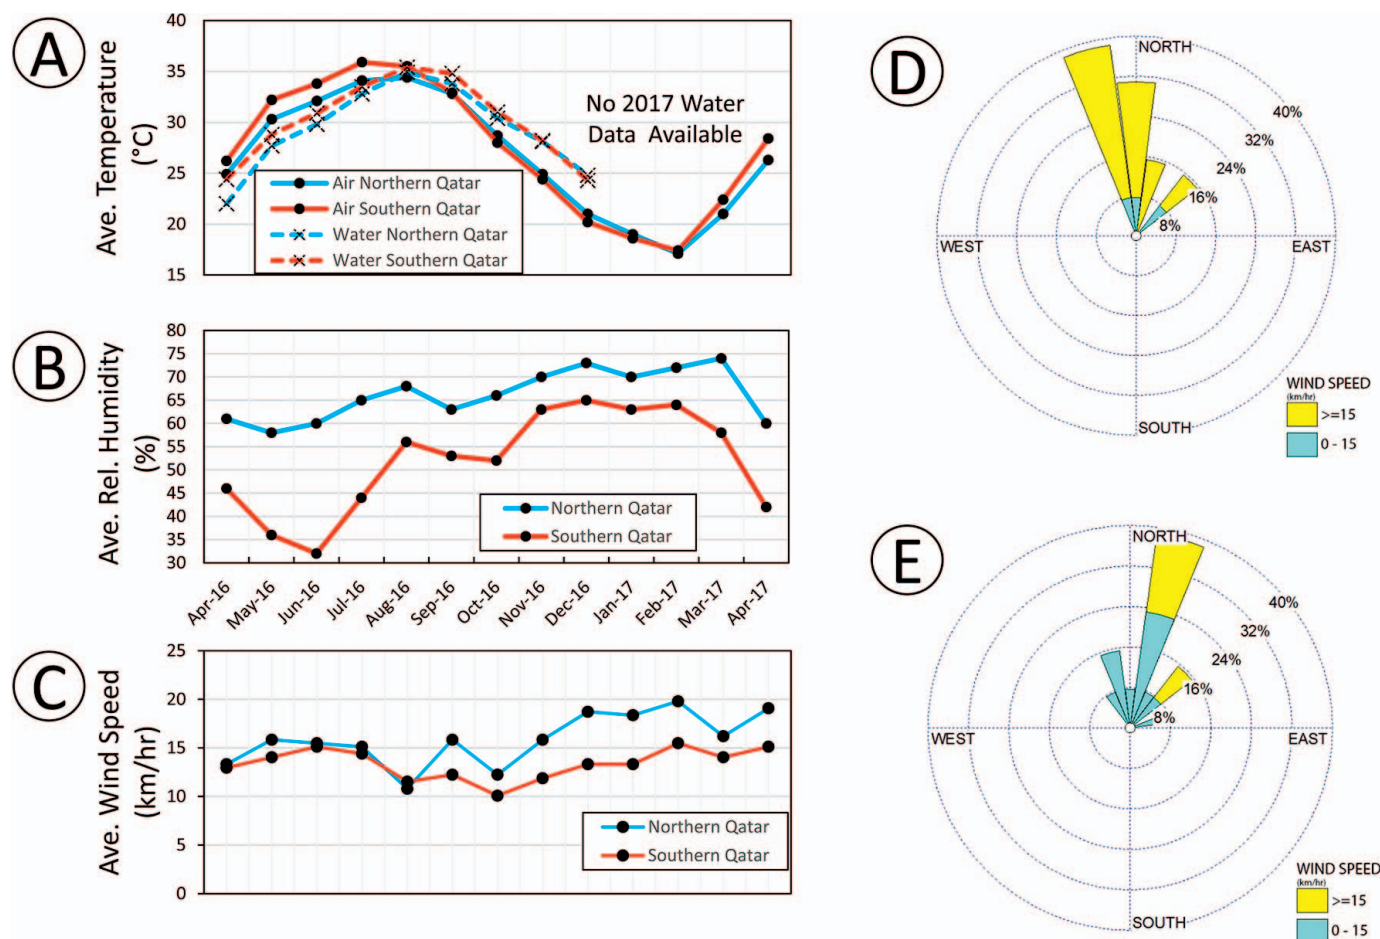 A
Ave. Temperature
(°C)
40
35
30
25
20
15
No 2017 Water
Data Available
Air Northern Qatar
Air Southern Qatar
Water Northern Qatar
Water Southern Qatar
B
Ave. Rel. Humidity
(%)
80
75
70
65
60
55
50
45
40
35
30
Northern Qatar
Southern Qatar
Apr-16
May-16
Jun-16
Jul-16
Aug-16
Sep-16
Oct-16
Nov-16
Dec-16
Jan-17
Feb-17
Mar-17
Apr-17
C
Ave. Wind Speed
(km/hr)
25
20
15
10
5
0
Northern Qatar
Southern Qatar
D
NORTH
40%
32%
24%
16%
8%
WEST
EAST
SOUTH
WIND SPEED
(km/hr)
>=15
0 - 15
E
NORTH
40%
32%
24%
16%
8%
WEST
EAST
SOUTH
WIND SPEED
(km/hr)
>=15
0 - 15